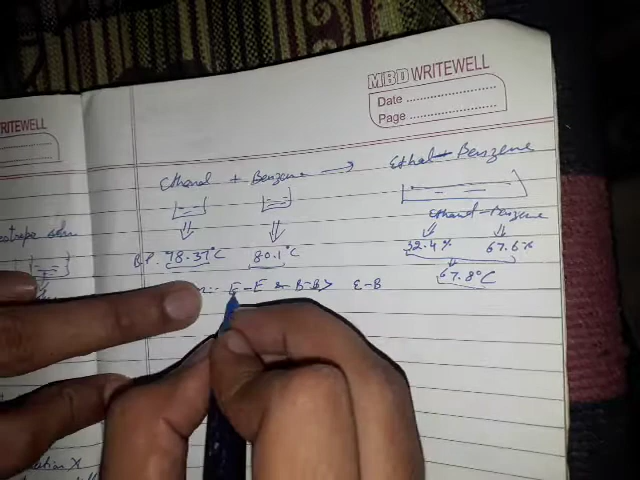 MBD WRITEWELL
Date
Page
RITEWELL
Ethanol + Benzene → Ethanol-Benzene
Ethanol-Benzene
B.P. 78.37°C 80.1°C 32.4% 67.6%
67.8°C
E-E & B-B > E-B